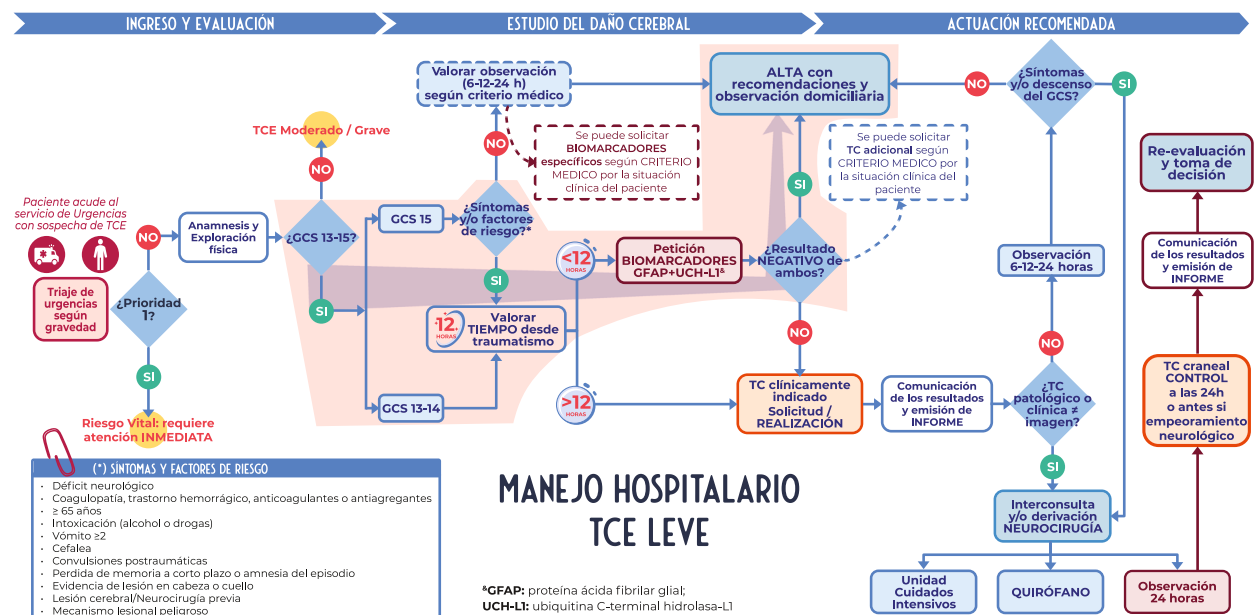 INGRESO Y EVALUACIÓN
ESTUDIO DEL DAÑO CEREBRAL
ACTUACIÓN RECOMENDADA
Paciente acude al
servicio de Urgencias
con sospecha de TCE
Triaje de
urgencias
según
gravedad
¿Prioridad
1?
NO
SI
Riesgo Vital: requiere
atención INMEDIATA
Anamnesis y
Exploración
física
¿GCS 13-15?
NO
TCE Moderado / Grave
SI
GCS 15
GCS 13-14
¿Síntomas
y/o factores
de riesgo?*
NO
Valorar observación
(6-12-24 h)
según criterio médico
Se puede solicitar
BIOMARCADORES
específicos según CRITERIO
MEDICO por la situación
clínica del paciente
SI
12
HORAS
Valorar
TIEMPO desde
traumatismo
<12
HORAS
>12
HORAS
Petición
BIOMARCADORES
GFAP+UCH-L1&
¿Resultado
NEGATIVO de
ambos?
SI
ALTA con
recomendaciones y
observación domiciliaria
Se puede solicitar
TC adicional según
CRITERIO MEDICO por
la situación clínica del
paciente
NO
TC clínicamente
indicado
Solicitud /
REALIZACIÓN
Comunicación
de los resultados
y emisión de
INFORME
¿TC
patológico o
clínica ≠
imagen?
NO
Observación
6-12-24 horas
¿Síntomas
y/o descenso
del GCS?
NO
SI
SI
Interconsulta
y/o derivación
NEUROCIRUGÍA
Unidad
Cuidados
Intensivos
QUIRÓFANO
Observación
24 horas
TC craneal
CONTROL
a las 24h
o antes si
empeoramiento
neurológico
Comunicación
de los resultados
y emisión de
INFORME
Re-evaluación
y toma de
decisión
(*) SÍNTOMAS Y FACTORES DE RIESGO
· Déficit neurológico
· Coagulopatía, trastorno hemorrágico, anticoagulantes o antiagregantes
· ≥ 65 años
· Intoxicación (alcohol o drogas)
· Vómito ≥2
· Cefalea
· Convulsiones postraumáticas
· Perdida de memoria a corto plazo o amnesia del episodio
· Evidencia de lesión en cabeza o cuello
· Lesión cerebral/Neurocirugía previa
· Mecanismo lesional peligroso
MANEJO HOSPITALARIO
TCE LEVE
&GFAP: proteína ácida fibrilar glial;
UCH-L1: ubiquitina C-terminal hidrolasa-L1